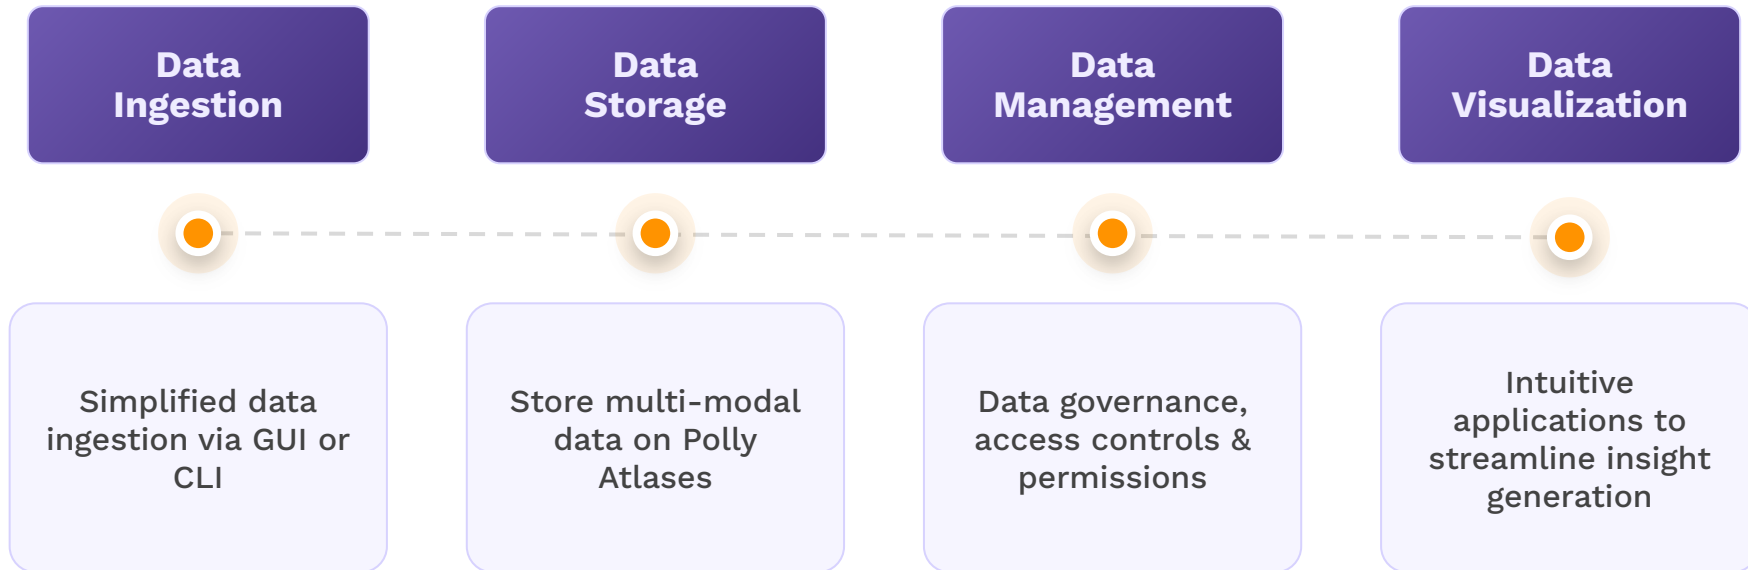 Data
Ingestion
Data
Storage
Data
Management
Data
Visualization
Simplified data
ingestion via GUI or
CLI
Store multi-modal
data on Polly
Atlases
Data governance,
access controls &
permissions
Intuitive
applications to
streamline insight
generation